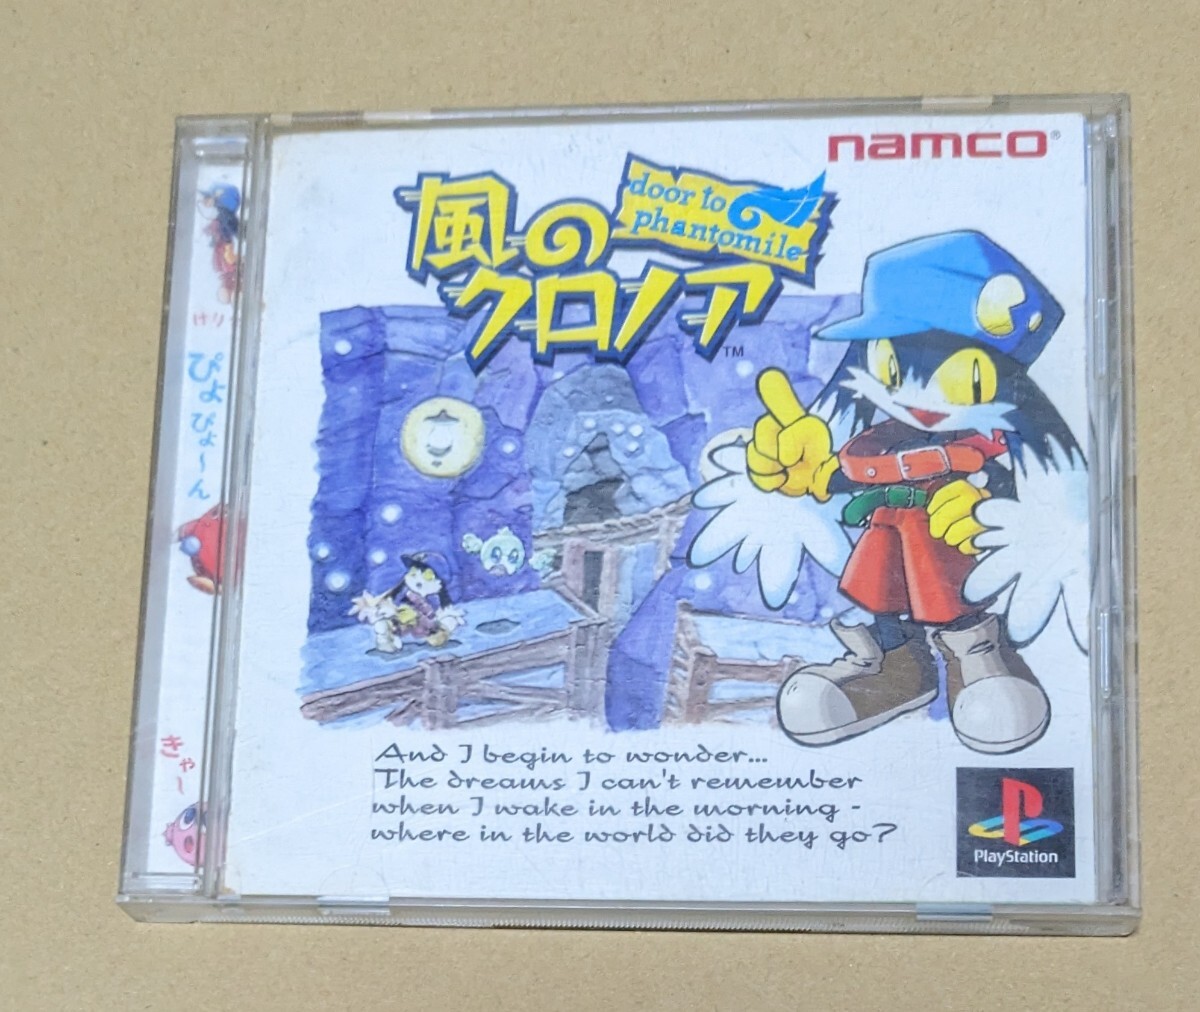 namco®
風の
クロノア
TM
door to
phantomile
And I begin to wonder...
The dreams I can't remember
when I wake in the morning -
where in the world did they go?
PlayStation
ぴょ
ぴょ〜ん
きゃー